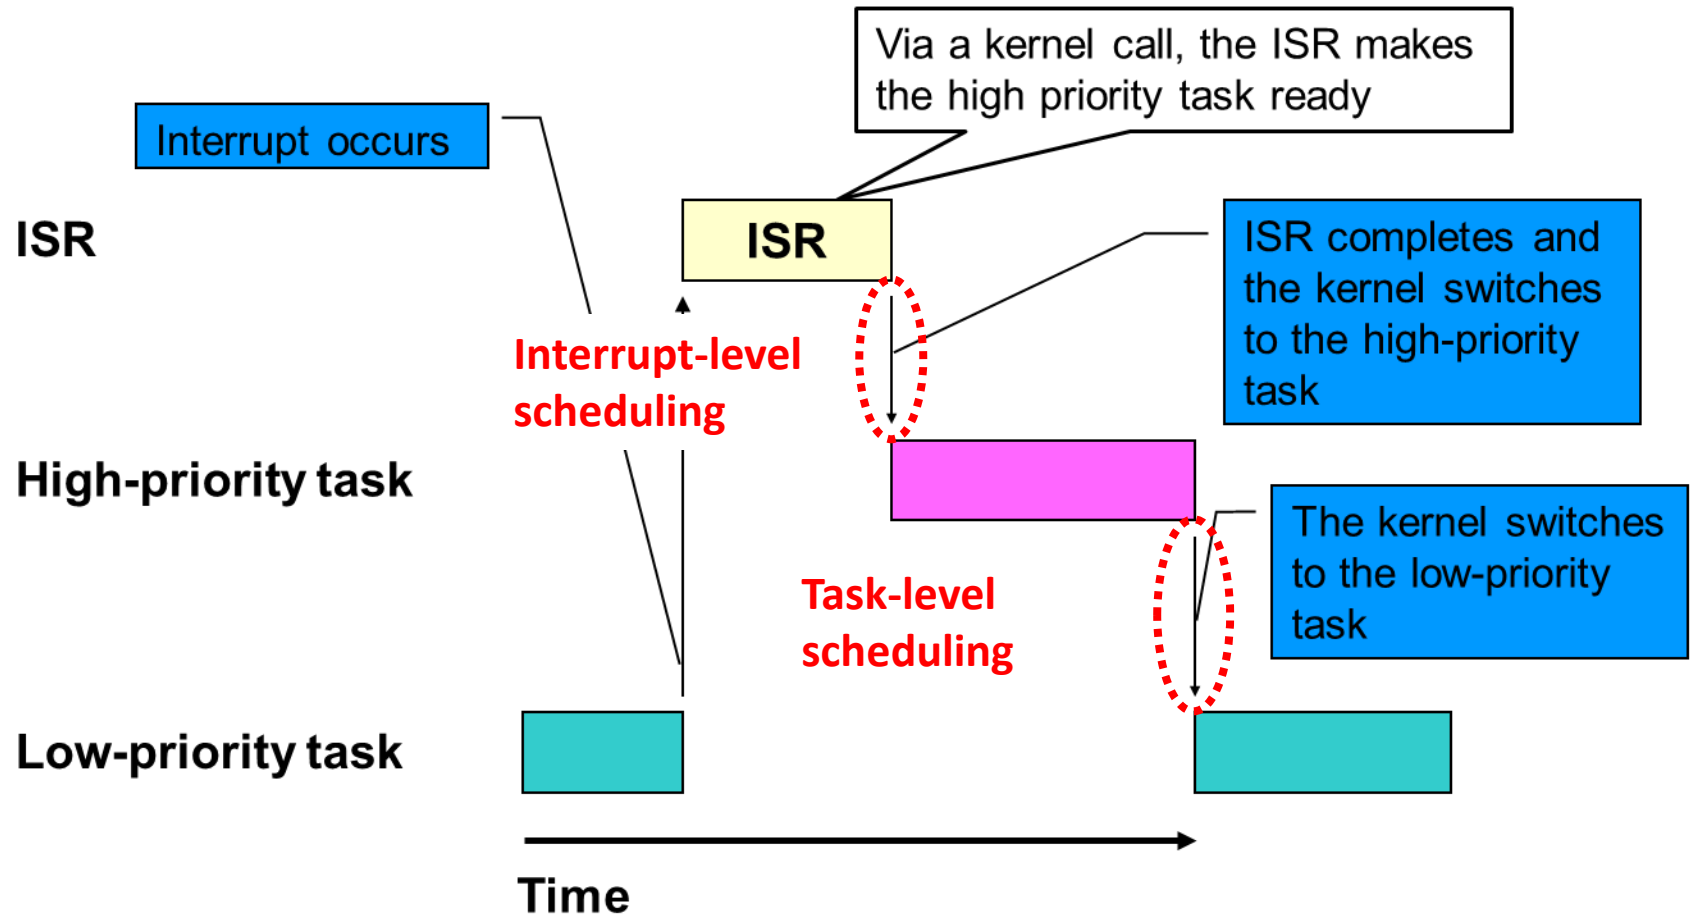 Via a kernel call, the ISR makes
the high priority task ready
Interrupt occurs
ISR
ISR
ISR completes and
the kernel switches
to the high-priority
task
Interrupt-level
scheduling
High-priority task
The kernel switches
to the low-priority
task
Task-level
scheduling
Low-priority task
Time